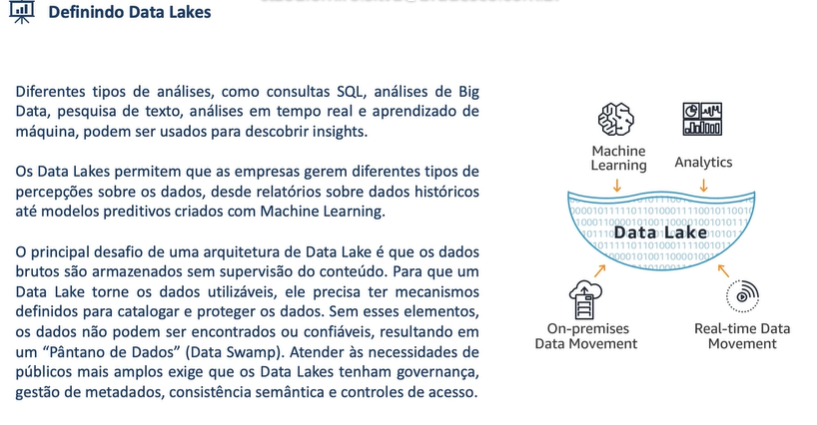 Definindo Data Lakes
Diferentes tipos de análises, como consultas SQL, análises de Big
Data, pesquisa de texto, análises em tempo real e aprendizado de
máquina, podem ser usados para descobrir insights.
Os Data Lakes permitem que as empresas gerem diferentes tipos de
percepções sobre os dados, desde relatórios sobre dados históricos
até modelos preditivos criados com Machine Learning.
O principal desafio de uma arquitetura de Data Lake é que os dados
brutos são armazenados sem supervisão do conteúdo. Para que um
Data Lake torne os dados utilizáveis, ele precisa ter mecanismos
definidos para catalogar e proteger os dados. Sem esses elementos,
os dados não podem ser encontrados ou confiáveis, resultando em
um “Pântano de Dados” (Data Swamp). Atender às necessidades de
públicos mais amplos exige que os Data Lakes tenham governança,
gestão de metadados, consistência semântica e controles de acesso.
Machine
Learning
Analytics
Data Lake
On-premises
Data Movement
Real-time Data
Movement